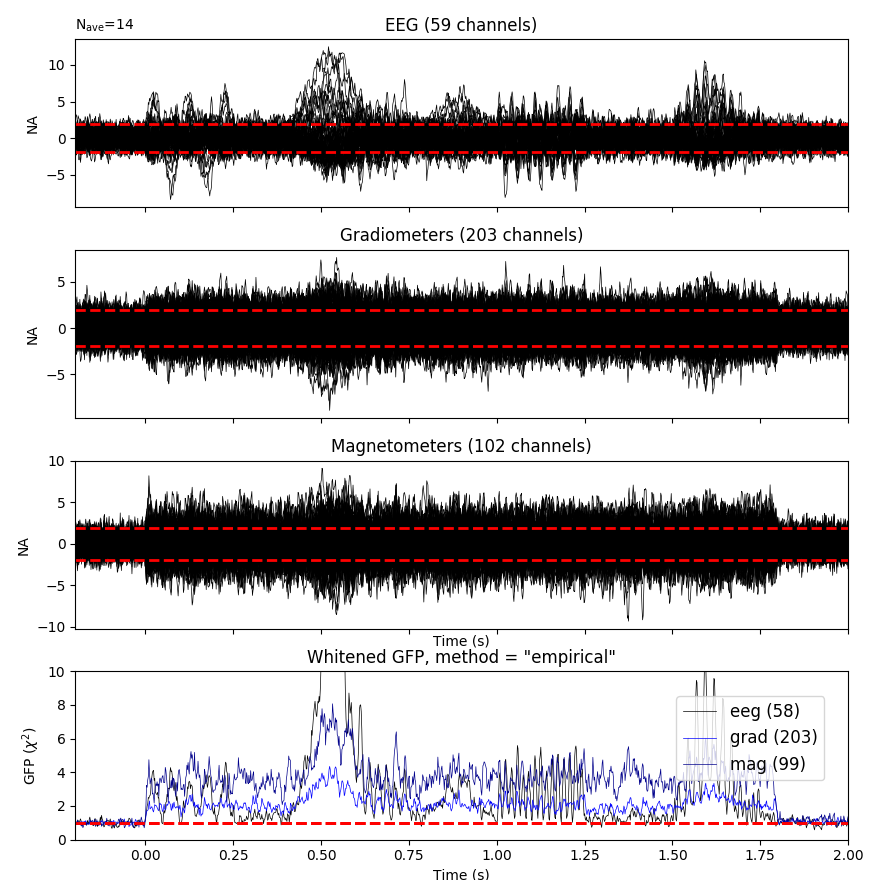 Nave=14
EEG (59 channels)
10
5
0
−5
NA
Gradiometers (203 channels)
5
0
−5
NA
Magnetometers (102 channels)
10
5
0
−5
−10
NA
Time (s)
Whitened GFP, method = "empirical"
10
8
6
4
2
0
GFP (χ²)
eeg (58)
grad (203)
mag (99)
0.00 0.25 0.50 0.75 1.00 1.25 1.50 1.75 2.00
Time (s)